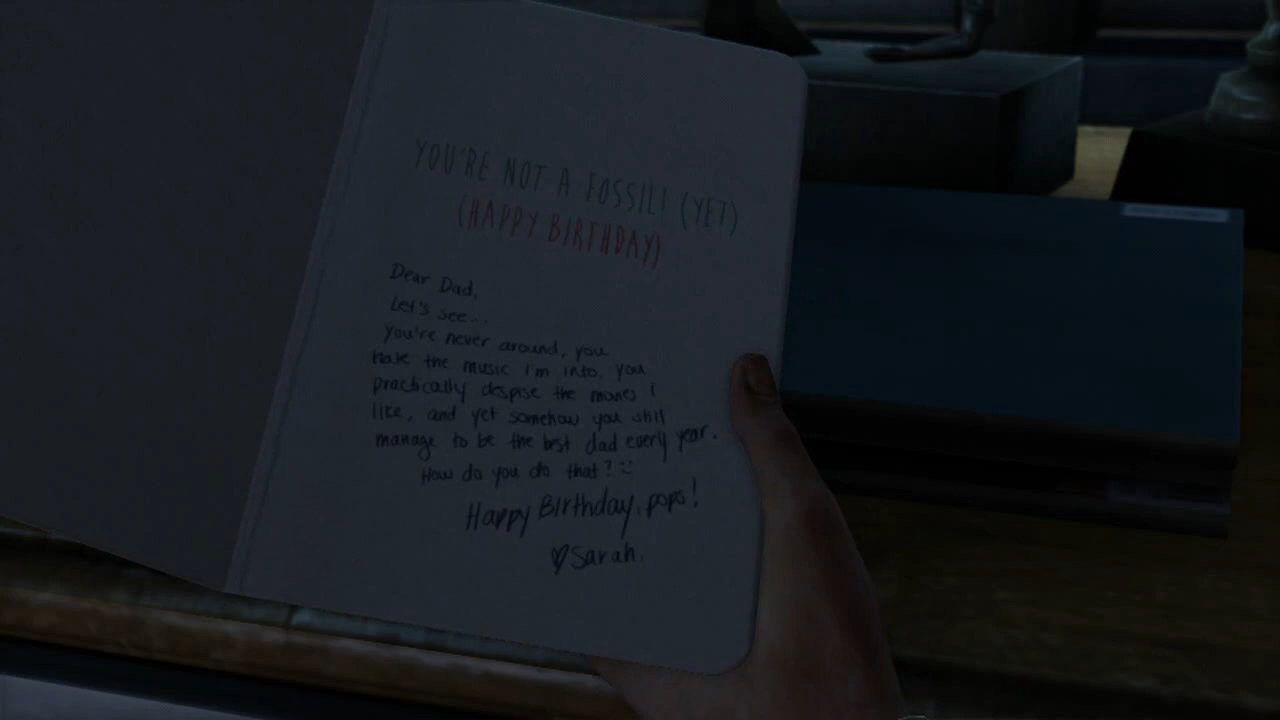 YOU'RE NOT A FOSSIL! (YET)
(HAPPY BIRTHDAY)
Dear Dad,
Let's see...
You're never around, you
hate the music i'm into, you
practically despise the movies i
like, and yet somehow you still
manage to be the best dad every year.
How do you do that? :)
Happy Birthday, pops!
♡ Sarah.